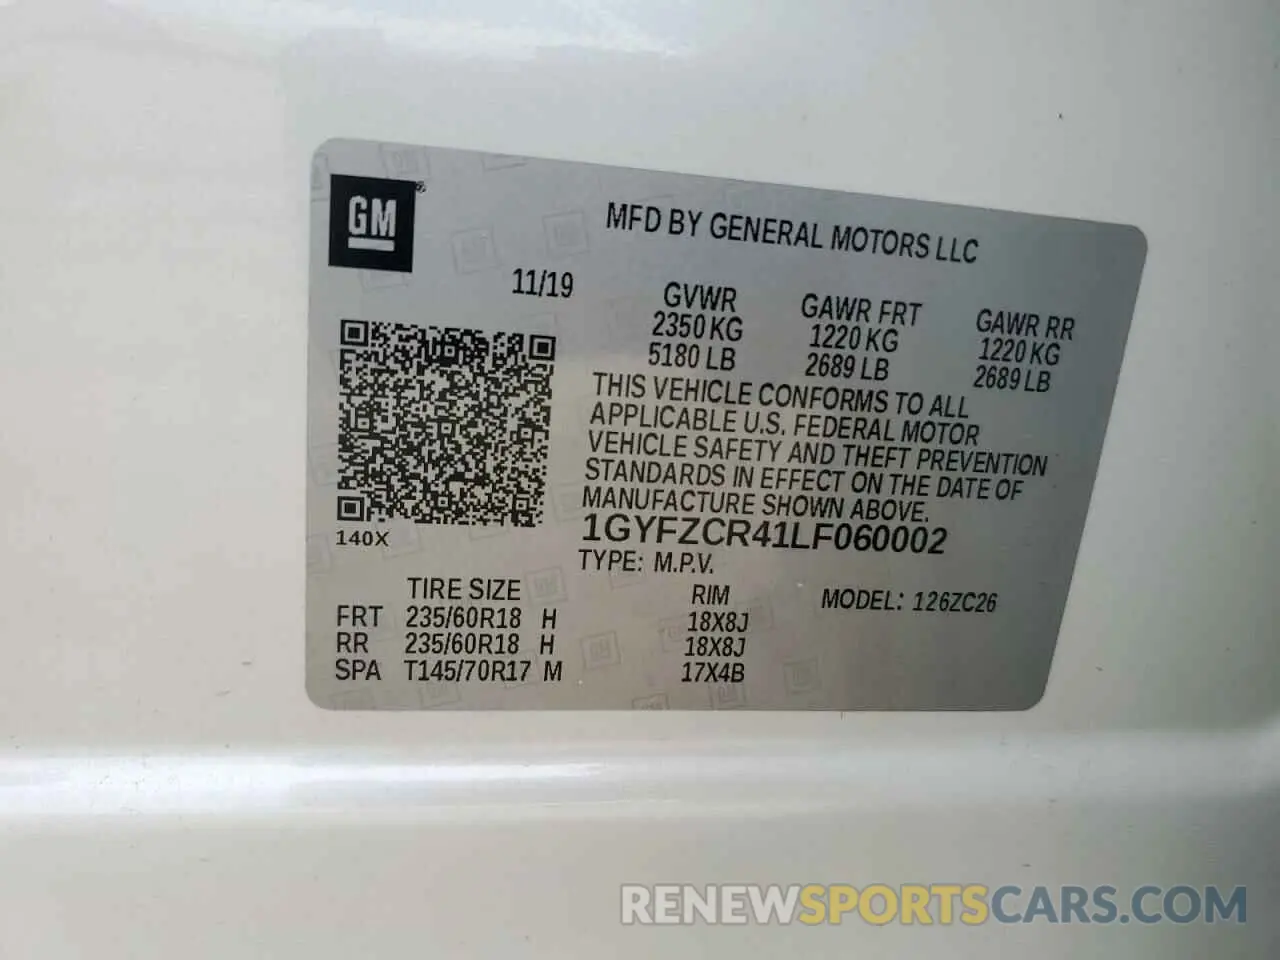 GM®
MFD BY GENERAL MOTORS LLC
11/19
GVWR GAWR FRT GAWR RR
2350 KG 1220 KG 1220 KG
5180 LB 2689 LB 2689 LB
THIS VEHICLE CONFORMS TO ALL
APPLICABLE U.S. FEDERAL MOTOR
VEHICLE SAFETY AND THEFT PREVENTION
STANDARDS IN EFFECT ON THE DATE OF
MANUFACTURE SHOWN ABOVE.
1GYFZCR41LF060002
140X
TYPE: M.P.V.
TIRE SIZE RIM MODEL: 126ZC26
FRT 235/60R18 H 18X8J
RR 235/60R18 H 18X8J
SPA T145/70R17 M 17X4B
RENEWSPORTSCARS.COM